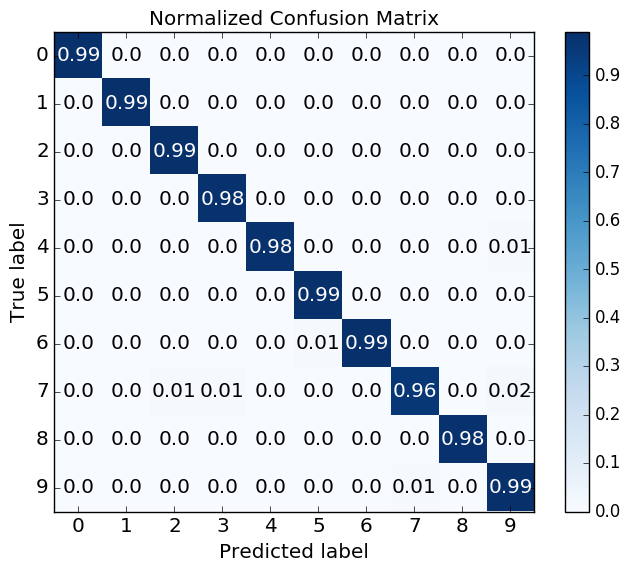 Normalized Confusion Matrix
0 0.99 0.0 0.0 0.0 0.0 0.0 0.0 0.0 0.0 0.0
1 0.0 0.99 0.0 0.0 0.0 0.0 0.0 0.0 0.0 0.0
2 0.0 0.0 0.99 0.0 0.0 0.0 0.0 0.0 0.0 0.0
3 0.0 0.0 0.0 0.98 0.0 0.0 0.0 0.0 0.0 0.0
4 0.0 0.0 0.0 0.0 0.98 0.0 0.0 0.0 0.0 0.01
5 0.0 0.0 0.0 0.0 0.0 0.99 0.0 0.0 0.0 0.0
6 0.0 0.0 0.0 0.0 0.0 0.01 0.99 0.0 0.0 0.0
7 0.0 0.0 0.01 0.01 0.0 0.0 0.0 0.96 0.0 0.02
8 0.0 0.0 0.0 0.0 0.0 0.0 0.0 0.0 0.98 0.0
9 0.0 0.0 0.0 0.0 0.0 0.0 0.0 0.01 0.0 0.99
0 1 2 3 4 5 6 7 8 9
Predicted label
True label
0.9
0.8
0.7
0.6
0.5
0.4
0.3
0.2
0.1
0.0